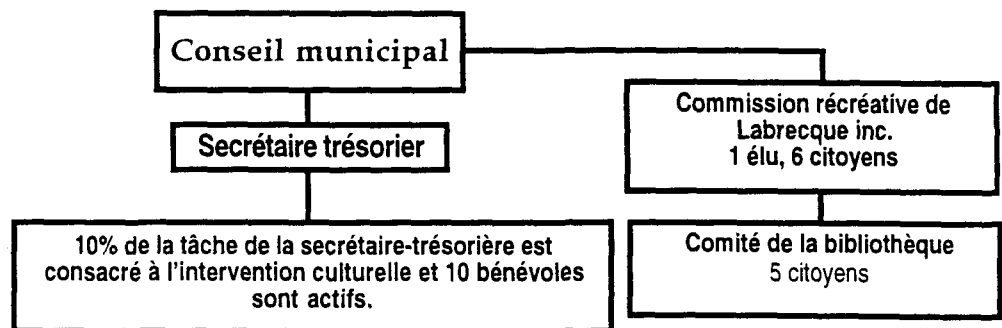 Conseil municipal
Secrétaire trésorier
10% de la tâche de la secrétaire-trésorière est
consacré à l'intervention culturelle et 10 bénévoles
sont actifs.
Commission récréative de
Labrecque inc.
1 élu, 6 citoyens
Comité de la bibliothèque
5 citoyens